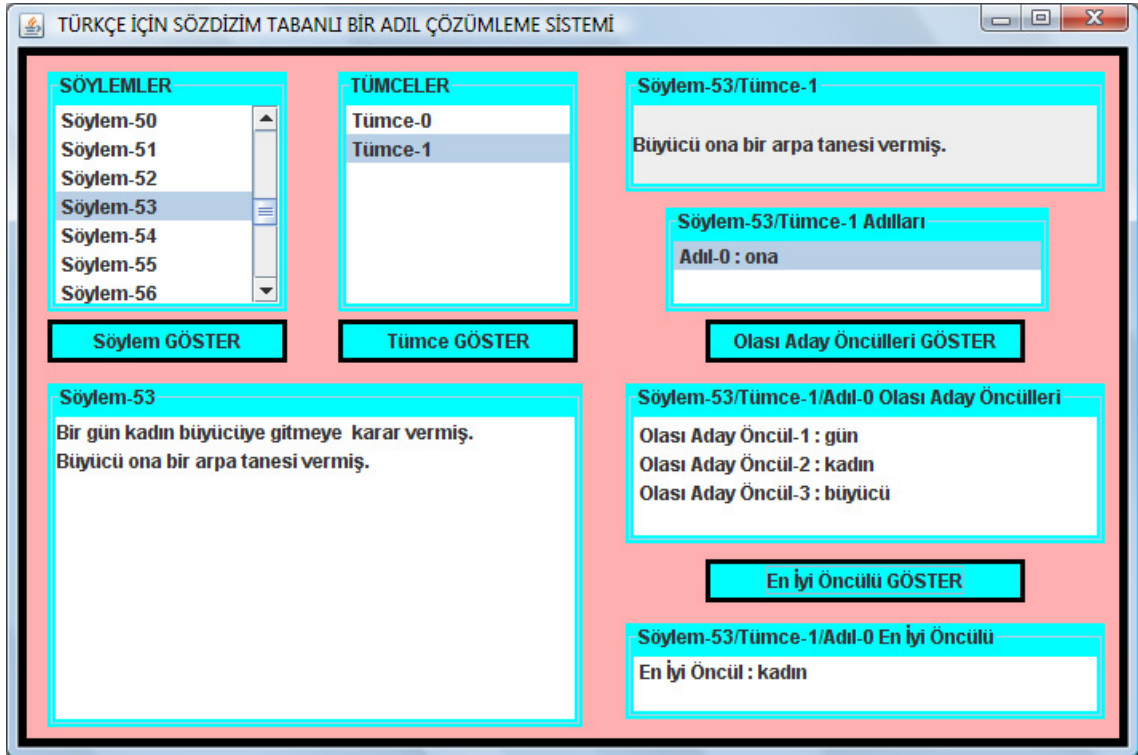 TÜRKÇE İÇİN SÖZDİZİM TABANLI BİR ADIL ÇÖZÜMLEME SİSTEMİ
SÖYLEMLER
Söylem-50
Söylem-51
Söylem-52
Söylem-53
Söylem-54
Söylem-55
Söylem-56
Söylem GÖSTER
TÜMCELER
Tümce-0
Tümce-1
Tümce GÖSTER
Söylem-53/Tümce-1
Büyücü ona bir arpa tanesi vermiş.
Söylem-53/Tümce-1 Adılları
Adıl-0 : ona
Olası Aday Öncülleri GÖSTER
Söylem-53
Bir gün kadın büyücüye gitmeye karar vermiş.
Büyücü ona bir arpa tanesi vermiş.
Söylem-53/Tümce-1/Adıl-0 Olası Aday Öncülleri
Olası Aday Öncül-1 : gün
Olası Aday Öncül-2 : kadın
Olası Aday Öncül-3 : büyücü
En İyi Öncülü GÖSTER
Söylem-53/Tümce-1/Adıl-0 En İyi Öncülü
En İyi Öncül : kadın